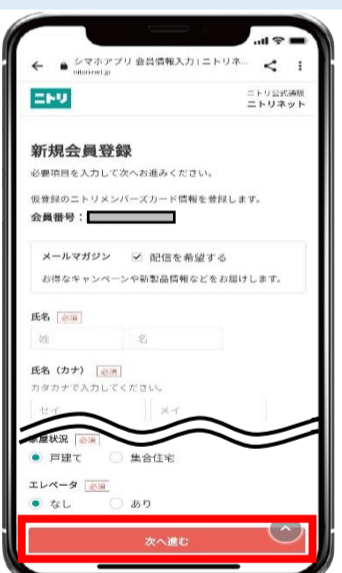 シマホアプリ 会員情報入力 | ニトリネ...
nitori-net.jp
ニトリ
ニトリ公式通販
ニトリネット
新規会員登録
必要項目を入力して次へお進みください。
仮登録のニトリメンバーズカード情報を登録します。
会員番号:
メールマガジン 配信を希望する
お得なキャンペーンや新製品情報などをお届けします。
氏名 必須
姓 名
氏名（カナ） 必須
カタカナで入力してください。
セイ メイ
家屋状況 必須
戸建て 集合住宅
エレベータ 必須
なし あり
次へ進む